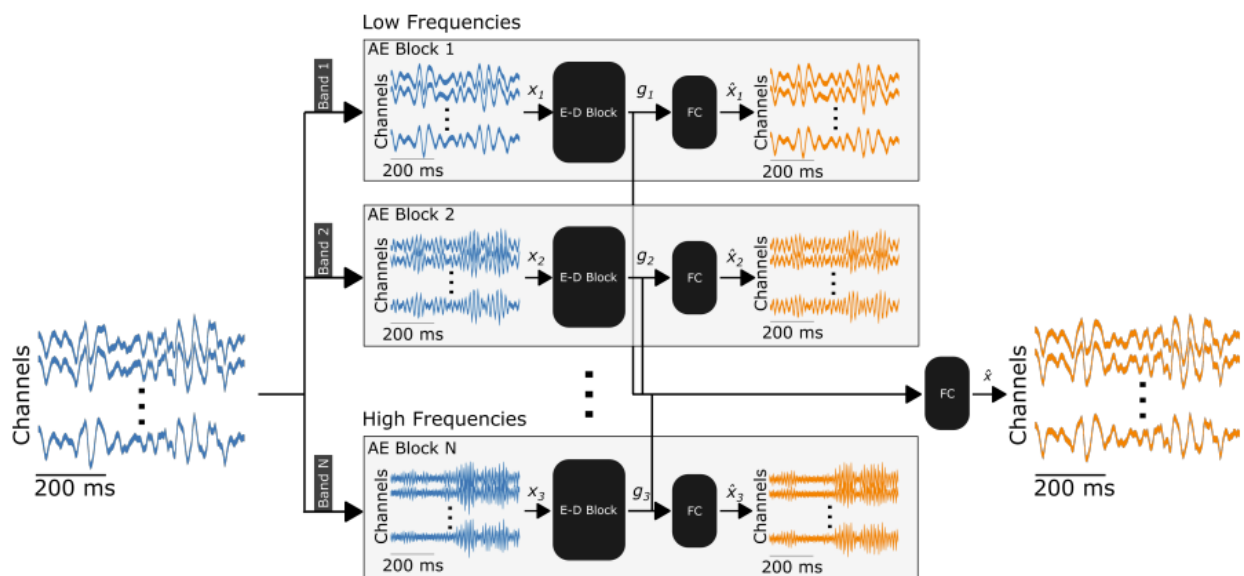 Low Frequencies
AE Block 1
Band 1
Channels
200 ms
x₁
E-D Block
g₁
FC
x̂₁
Channels
200 ms
AE Block 2
Band 2
Channels
200 ms
x₂
E-D Block
g₂
FC
x̂₂
Channels
200 ms
Channels
200 ms
High Frequencies
AE Block N
Band N
Channels
200 ms
x₃
E-D Block
g₃
FC
x̂₃
Channels
200 ms
FC
x̂
Channels
200 ms